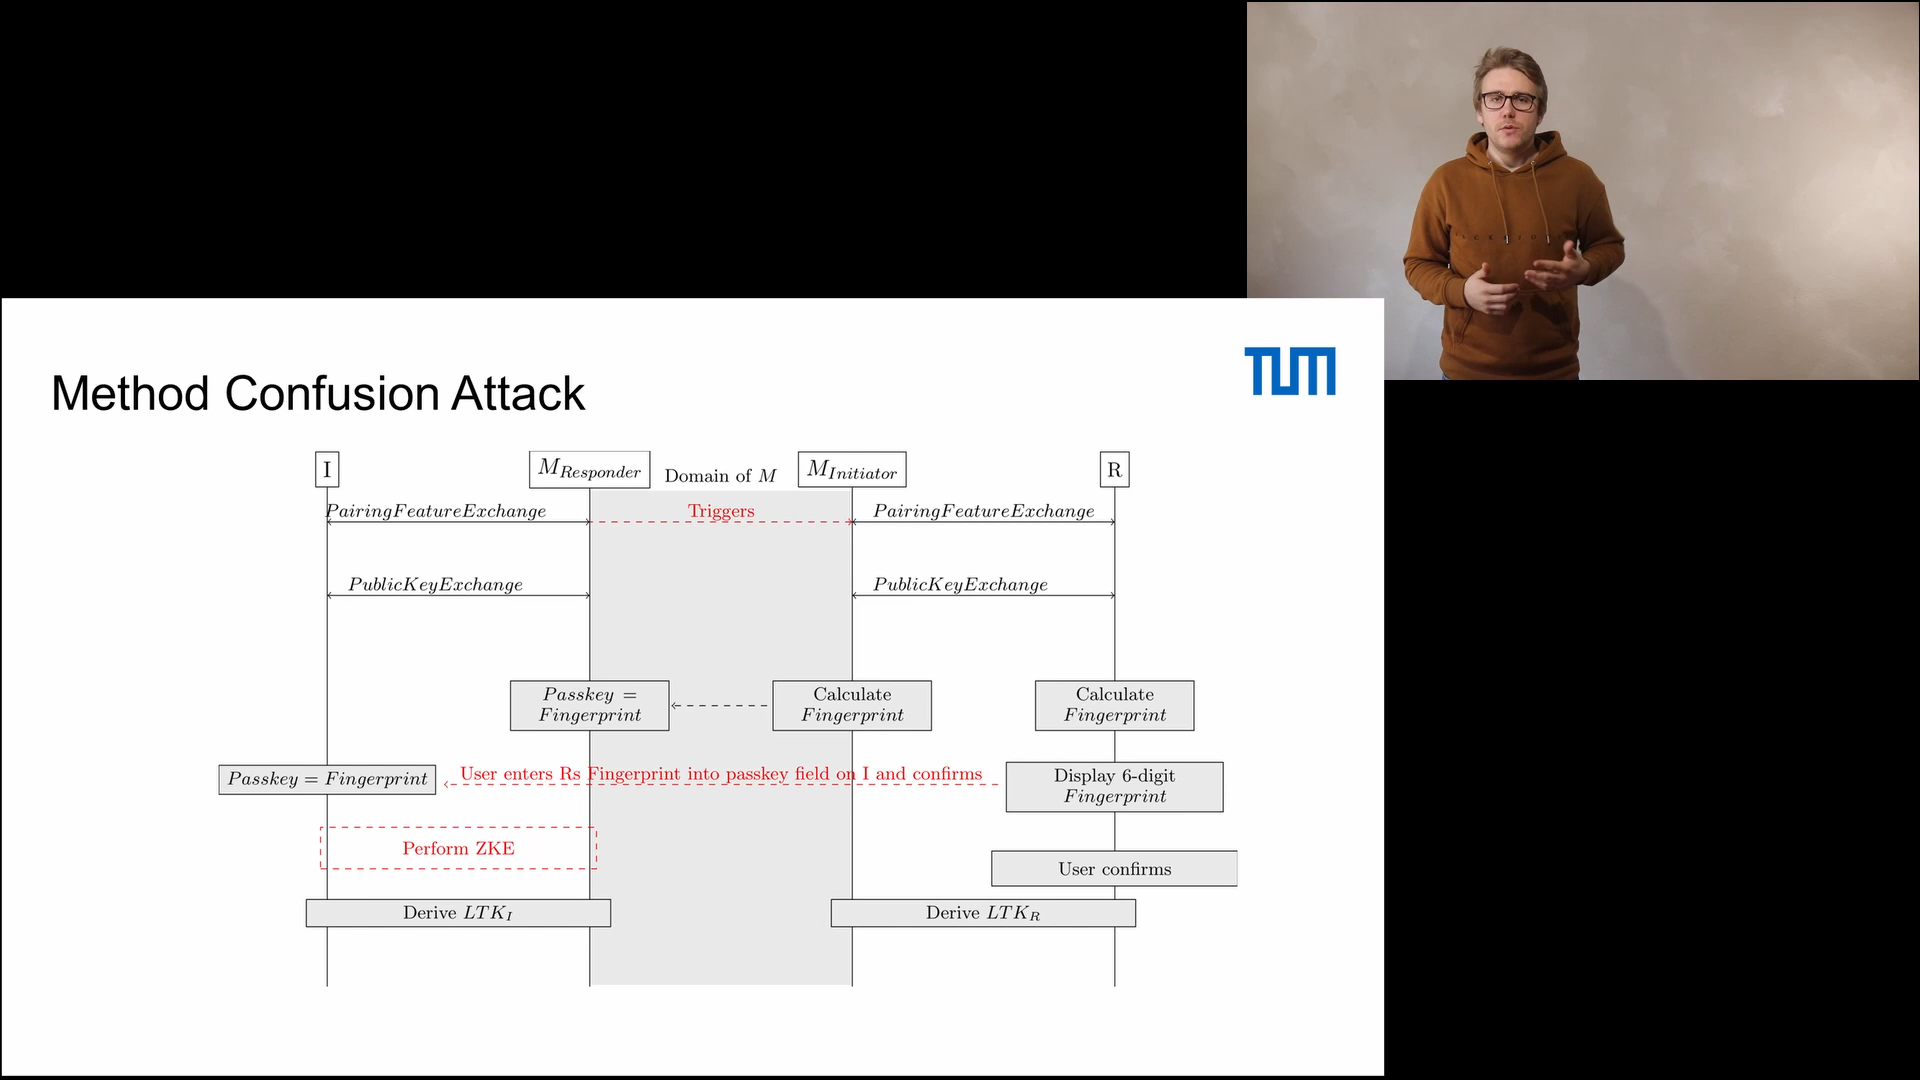 Method Confusion Attack
TUM
I
M_Responder
Domain of M
M_Initiator
R
PairingFeatureExchange
Triggers
PairingFeatureExchange
PublicKeyExchange
PublicKeyExchange
Passkey =
Fingerprint
Calculate
Fingerprint
Calculate
Fingerprint
Passkey = Fingerprint
User enters Rs Fingerprint into passkey field on I and confirms
Display 6-digit
Fingerprint
Perform ZKE
User confirms
Derive LTK_I
Derive LTK_R